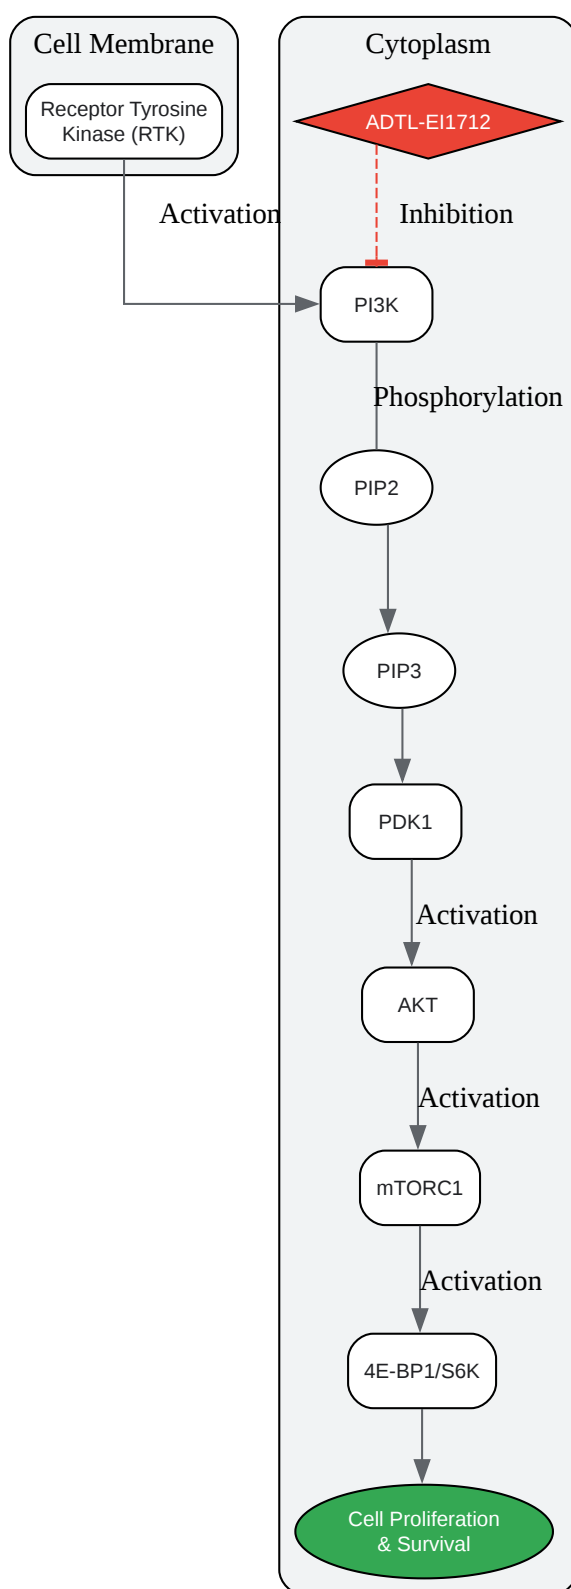 Cell Membrane
Receptor Tyrosine
Kinase (RTK)
Cytoplasm
ADTL-EI1712
Activation
Inhibition
PI3K
Phosphorylation
PIP2
PIP3
PDK1
Activation
AKT
Activation
mTORC1
Activation
4E-BP1/S6K
Cell Proliferation
& Survival